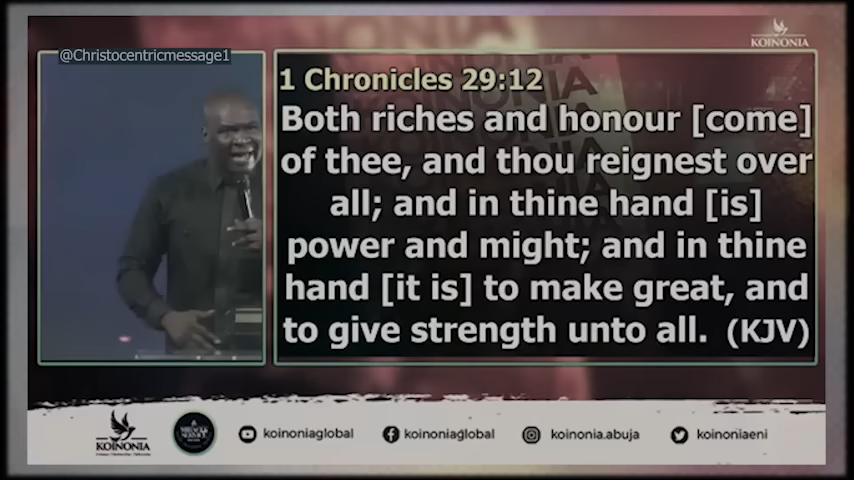 @Christocentricmessage1
KOINONIA
1 Chronicles 29:12
Both riches and honour [come]
of thee, and thou reignest over
all; and in thine hand [is]
power and might; and in thine
hand [it is] to make great, and
to give strength unto all. (KJV)
KOINONIA
koinoniaglobal
koinoniaglobal
koinonia.abuja
koinoniaeni